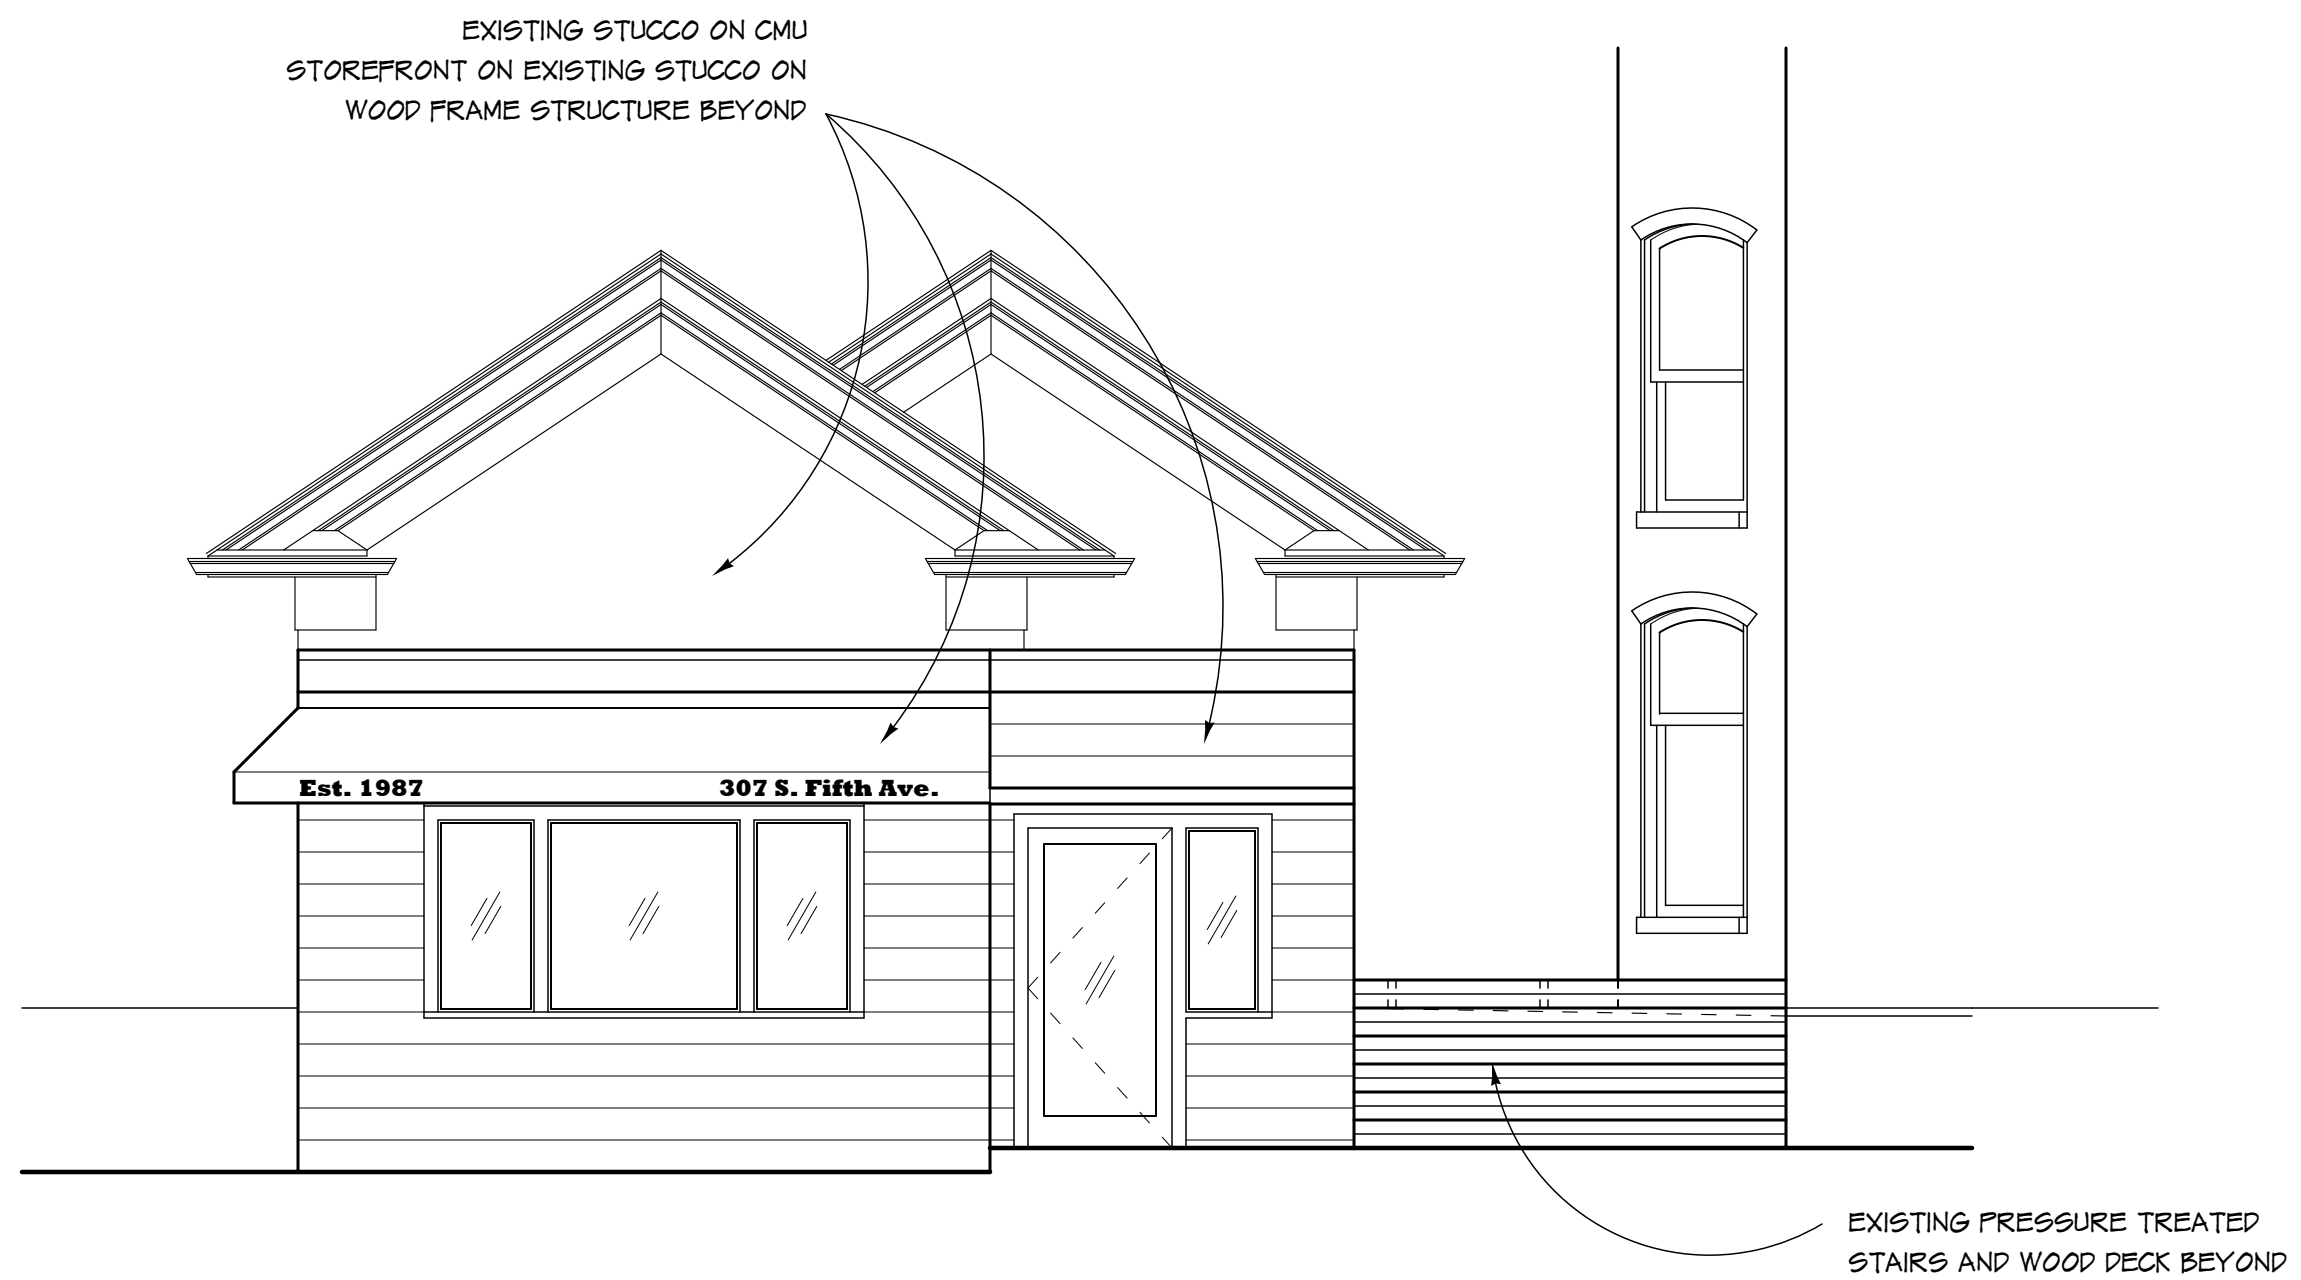 EXISTING STUCCO ON CMU
STOREFRONT ON EXISTING STUCCO ON
WOOD FRAME STRUCTURE BEYOND
Est. 1987
307 S. Fifth Ave.
EXISTING PRESSURE TREATED
STAIRS AND WOOD DECK BEYOND